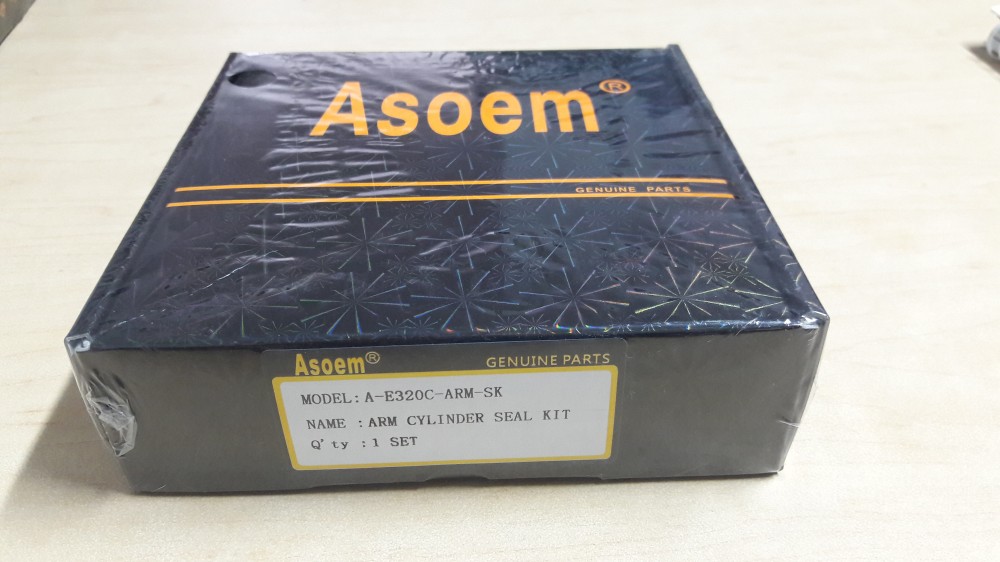 Asoem®
GENUINE PARTS
Asoem® GENUINE PARTS
MODEL: A-E320C-ARM-SK
NAME : ARM CYLINDER SEAL KIT
Q'ty : 1 SET